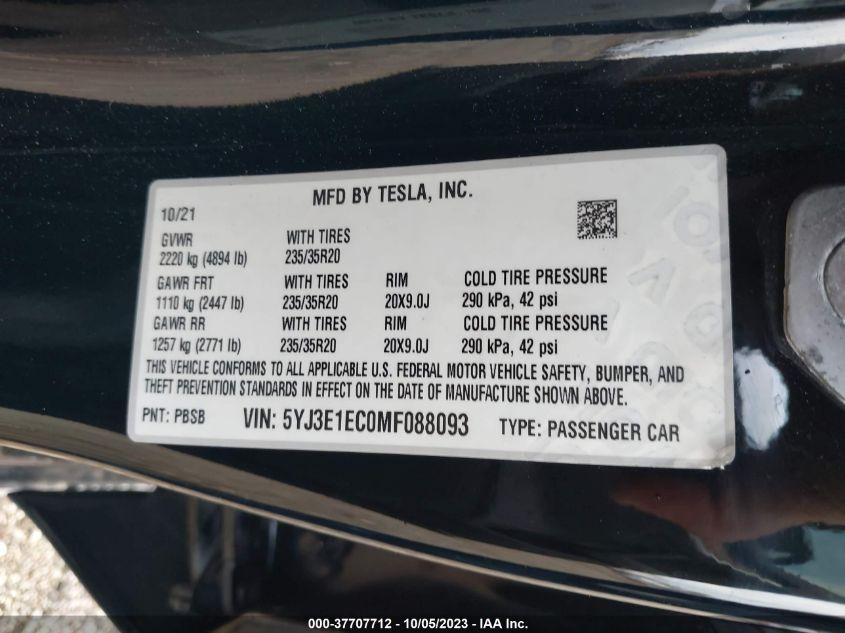 MFD BY TESLA, INC.
10/21
GVWR WITH TIRES
2220 kg (4894 lb) 235/35R20
GAWR FRT WITH TIRES RIM COLD TIRE PRESSURE
1110 kg (2447 lb) 235/35R20 20X9.0J 290 kPa, 42 psi
GAWR RR WITH TIRES RIM COLD TIRE PRESSURE
1257 kg (2771 lb) 235/35R20 20X9.0J 290 kPa, 42 psi
THIS VEHICLE CONFORMS TO ALL APPLICABLE U.S. FEDERAL MOTOR VEHICLE SAFETY, BUMPER, AND
THEFT PREVENTION STANDARDS IN EFFECT ON THE DATE OF MANUFACTURE SHOWN ABOVE.
PNT: PBSB VIN: 5YJ3E1EC0MF088093 TYPE: PASSENGER CAR
000-37707712 - 10/05/2023 - IAA Inc.